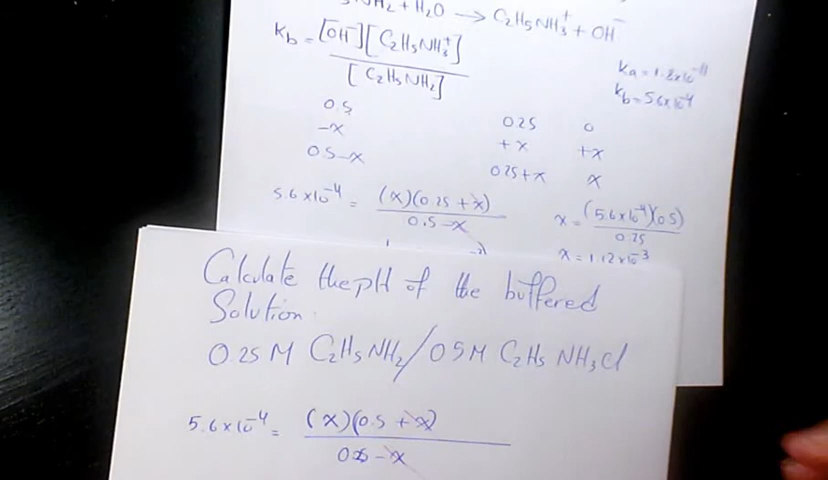 NH₂ + H₂O → C₂H₅NH₃⁺ + OH⁻
Kb = [OH⁻][C₂H₅NH₃⁺]
[C₂H₅NH₂]
Ka = 1.8x10⁻¹¹
Kb = 5.6x10⁻⁴
0.5 0.25 0
-x +x +x
0.5-x 0.25+x x
5.6x10⁻⁴ = (x)(0.25+x)
0.5-x
x = (5.6x10⁻⁴)(0.5)
0.25
x = 1.12x10⁻³
Calculate the pH of the buffered
Solution.
0.25 M C₂H₅NH₂/0.5 M C₂H₅NH₃Cl
5.6x10⁻⁴ = (x)(0.5+x)
-x